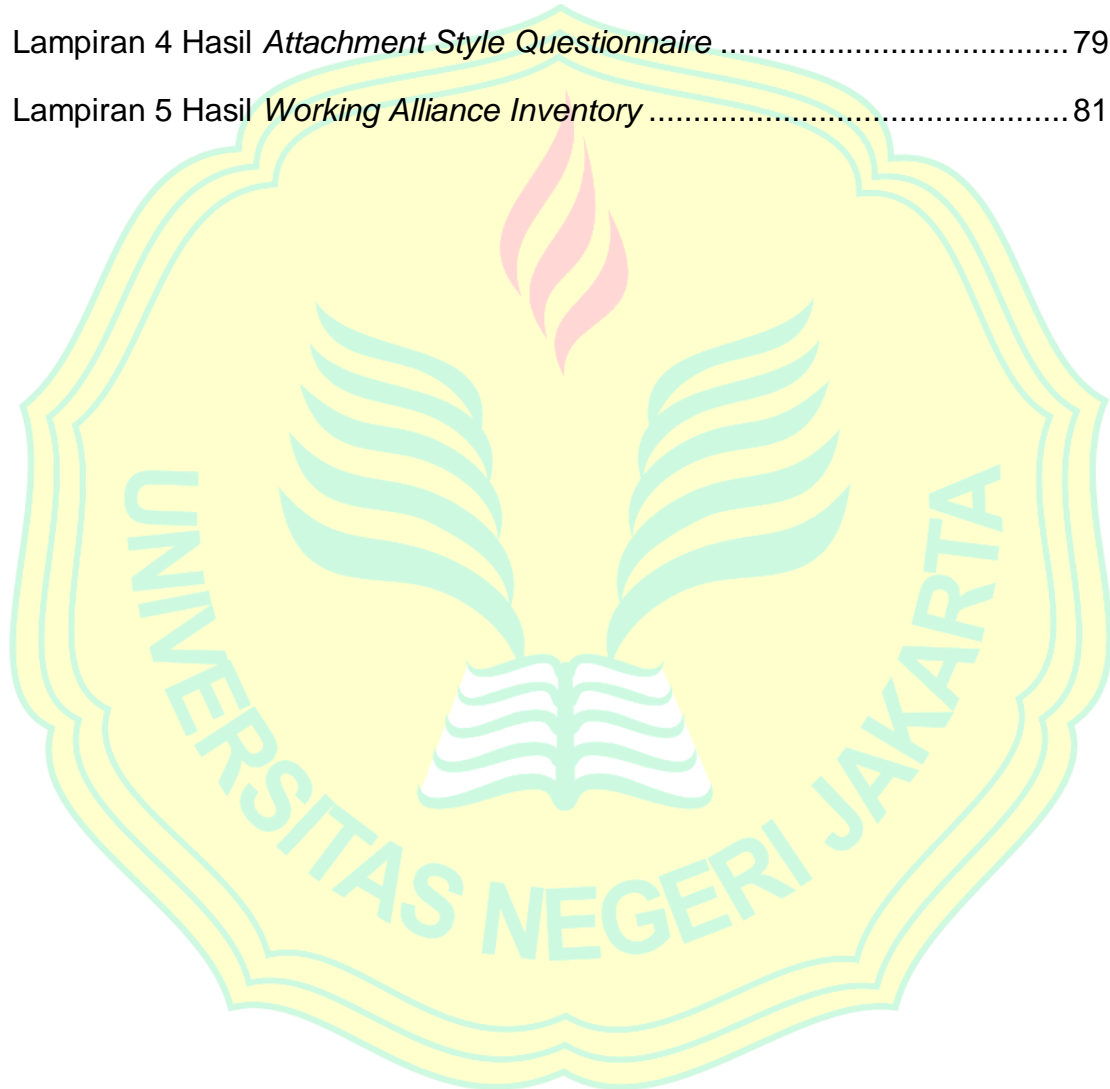 Lampiran 4 Hasil Attachment Style Questionnaire ........................................ 79
Lampiran 5 Hasil Working Alliance Inventory ................................................ 81
UNIVERSITAS NEGERI JAKARTA